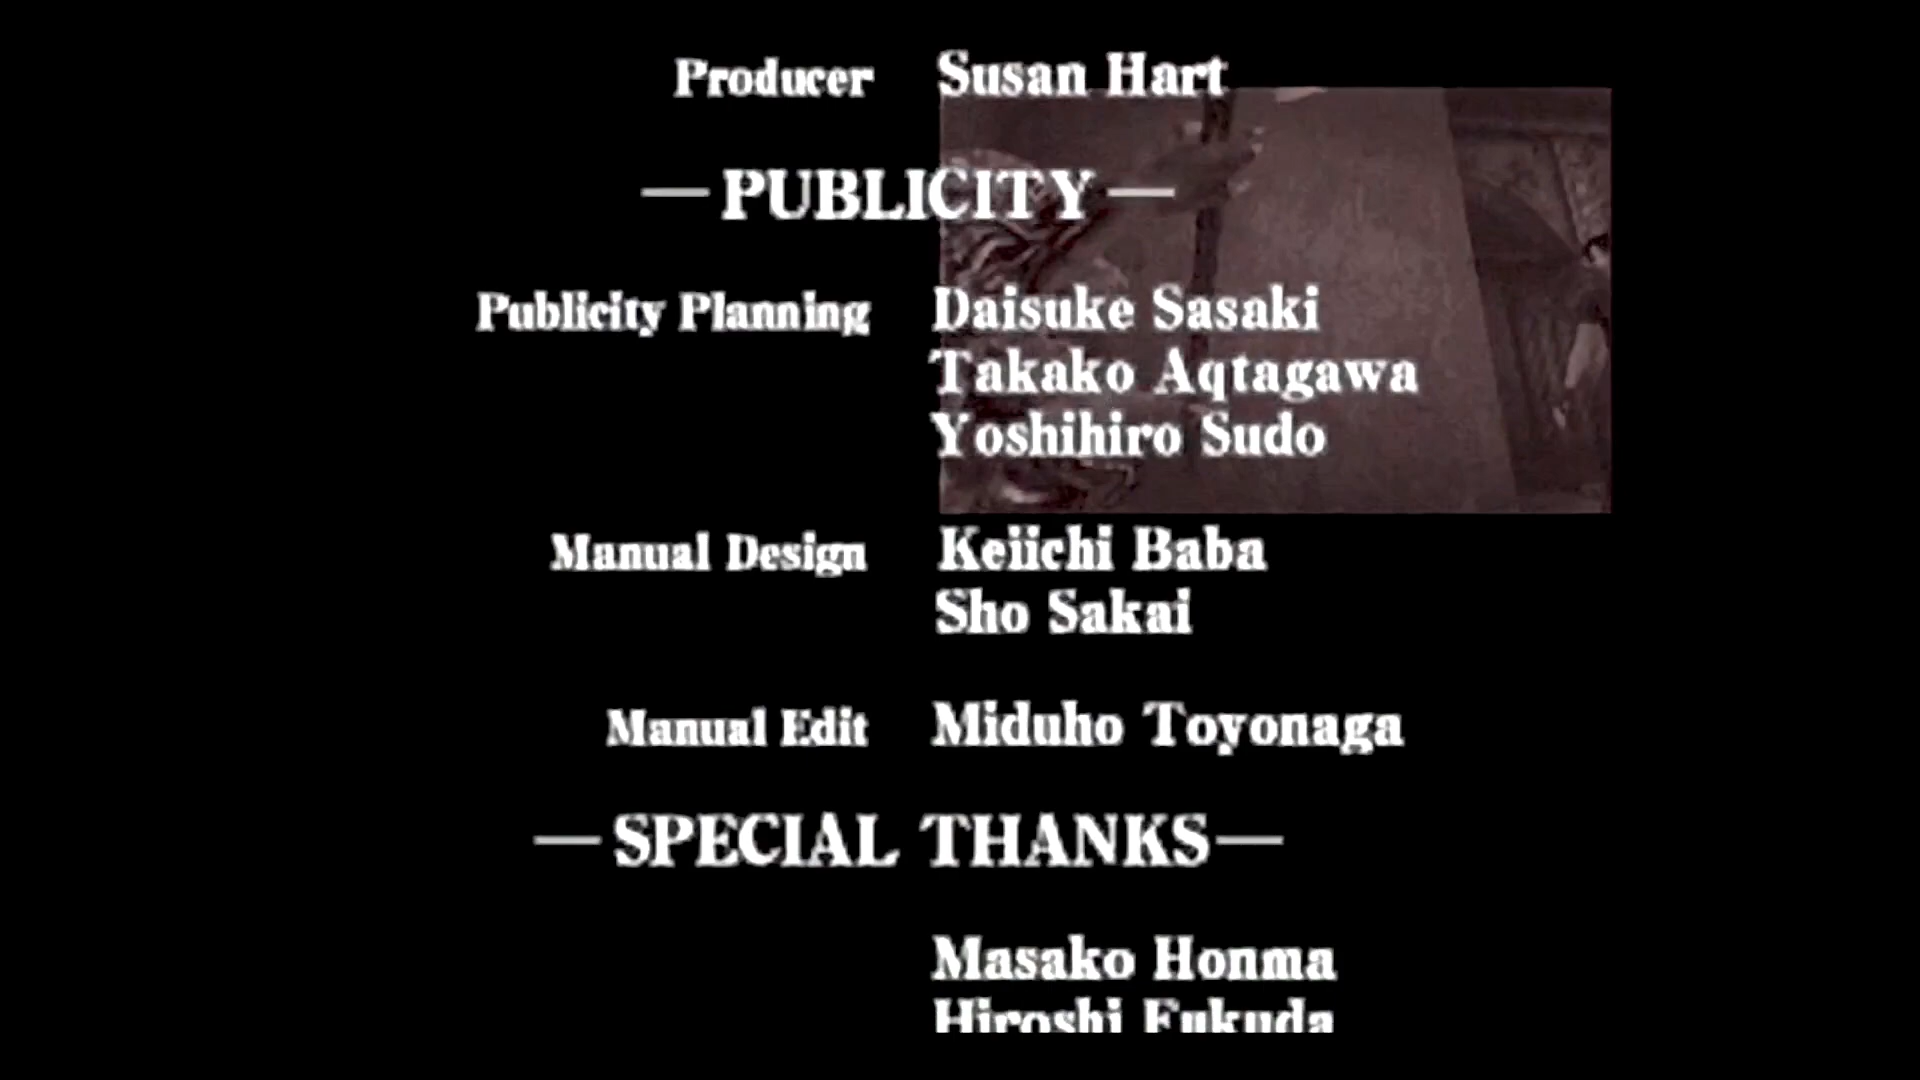 Producer Susan Hart
— PUBLICITY —
Publicity Planning Daisuke Sasaki
Takako Aqtagawa
Yoshihiro Sudo
Manual Design Keiichi Baba
Sho Sakai
Manual Edit Miduho Toyonaga
— SPECIAL THANKS —
Masako Honma
Hiroshi Fukuda